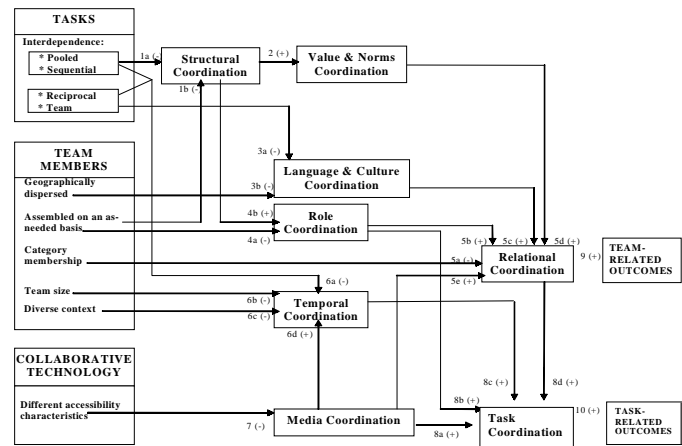 TASKS
Interdependence:
* Pooled
* Sequential
* Reciprocal
* Team
1a (-)
Structural
Coordination
1b (-)
2 (+)
Value & Norms
Coordination
TEAM
MEMBERS
Geographically
dispersed
Assembled on an as-
needed basis
Category
membership
Team size
Diverse context
3a (-)
3b (-)
Language & Culture
Coordination
4b (+)
4a (-)
Role
Coordination
5b (+)
5c (+)
5d (+)
5a (-)
5e (+)
Relational
Coordination
9 (+)
TEAM-
RELATED
OUTCOMES
6a (-)
6b (-)
6c (-)
6d (+)
Temporal
Coordination
COLLABORATIVE
TECHNOLOGY
Different accessibility
characteristics
7 (-)
Media Coordination
8a (+)
8b (+)
8c (+)
8d (+)
Task
Coordination
10 (+)
TASK-
RELATED
OUTCOMES